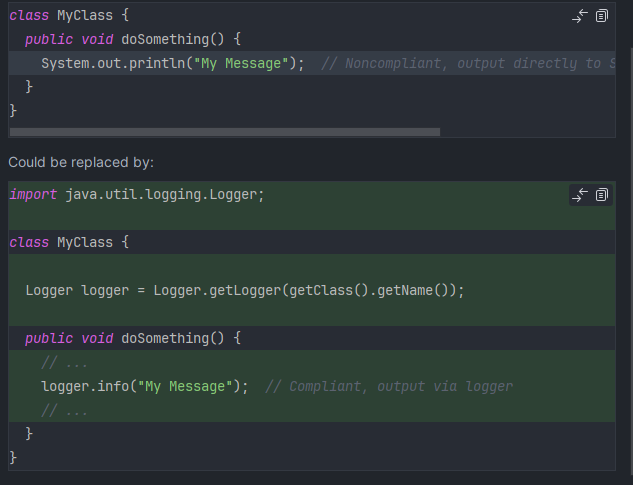 class MyClass {
public void doSomething() {
System.out.println("My Message");  // Noncompliant, output directly to S
}
}
Could be replaced by:
import java.util.logging.Logger;
class MyClass {
Logger logger = Logger.getLogger(getClass().getName());
public void doSomething() {
// ...
logger.info("My Message");  // Compliant, output via logger
// ...
}
}